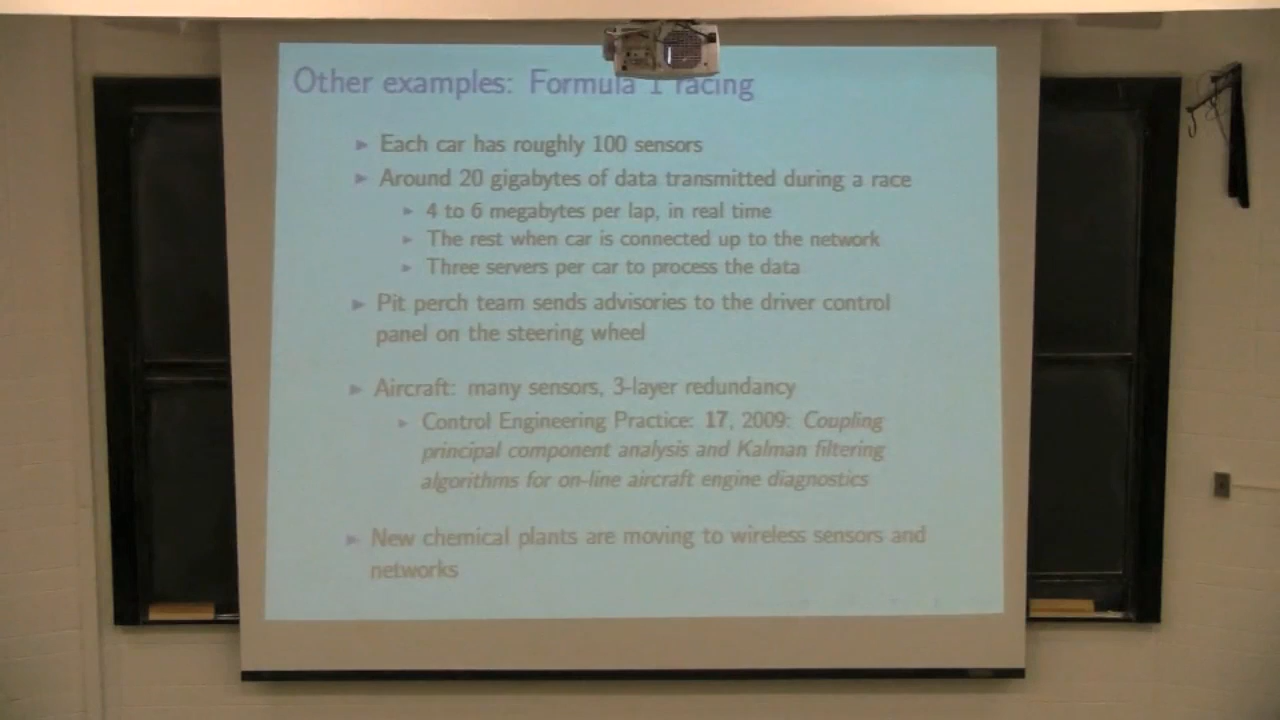 Other examples: Formula 1 racing
► Each car has roughly 100 sensors
► Around 20 gigabytes of data transmitted during a race
► 4 to 6 megabytes per lap, in real time
► The rest when car is connected up to the network
► Three servers per car to process the data
► Pit perch team sends advisories to the driver control
panel on the steering wheel
► Aircraft: many sensors, 3-layer redundancy
► Control Engineering Practice: 17, 2009: Coupling
principal component analysis and Kalman filtering
algorithms for on-line aircraft engine diagnostics
► New chemical plants are moving to wireless sensors and
networks